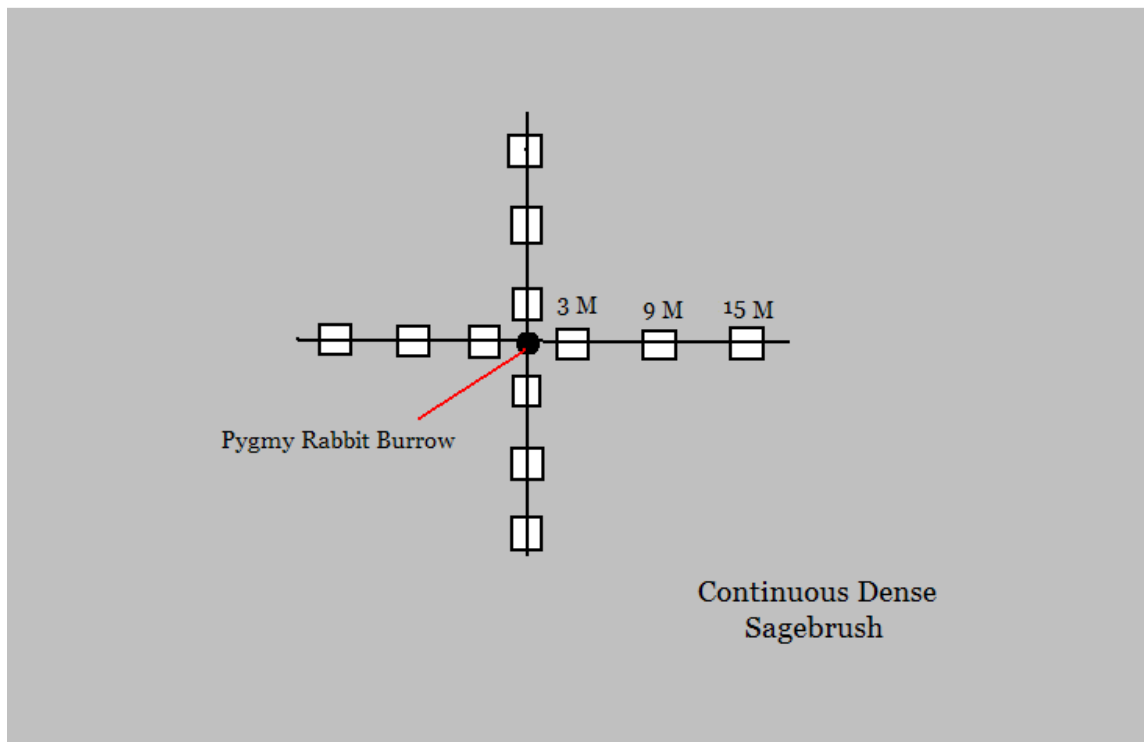 3 M
9 M
15 M
Pygmy Rabbit Burrow
Continuous Dense
Sagebrush